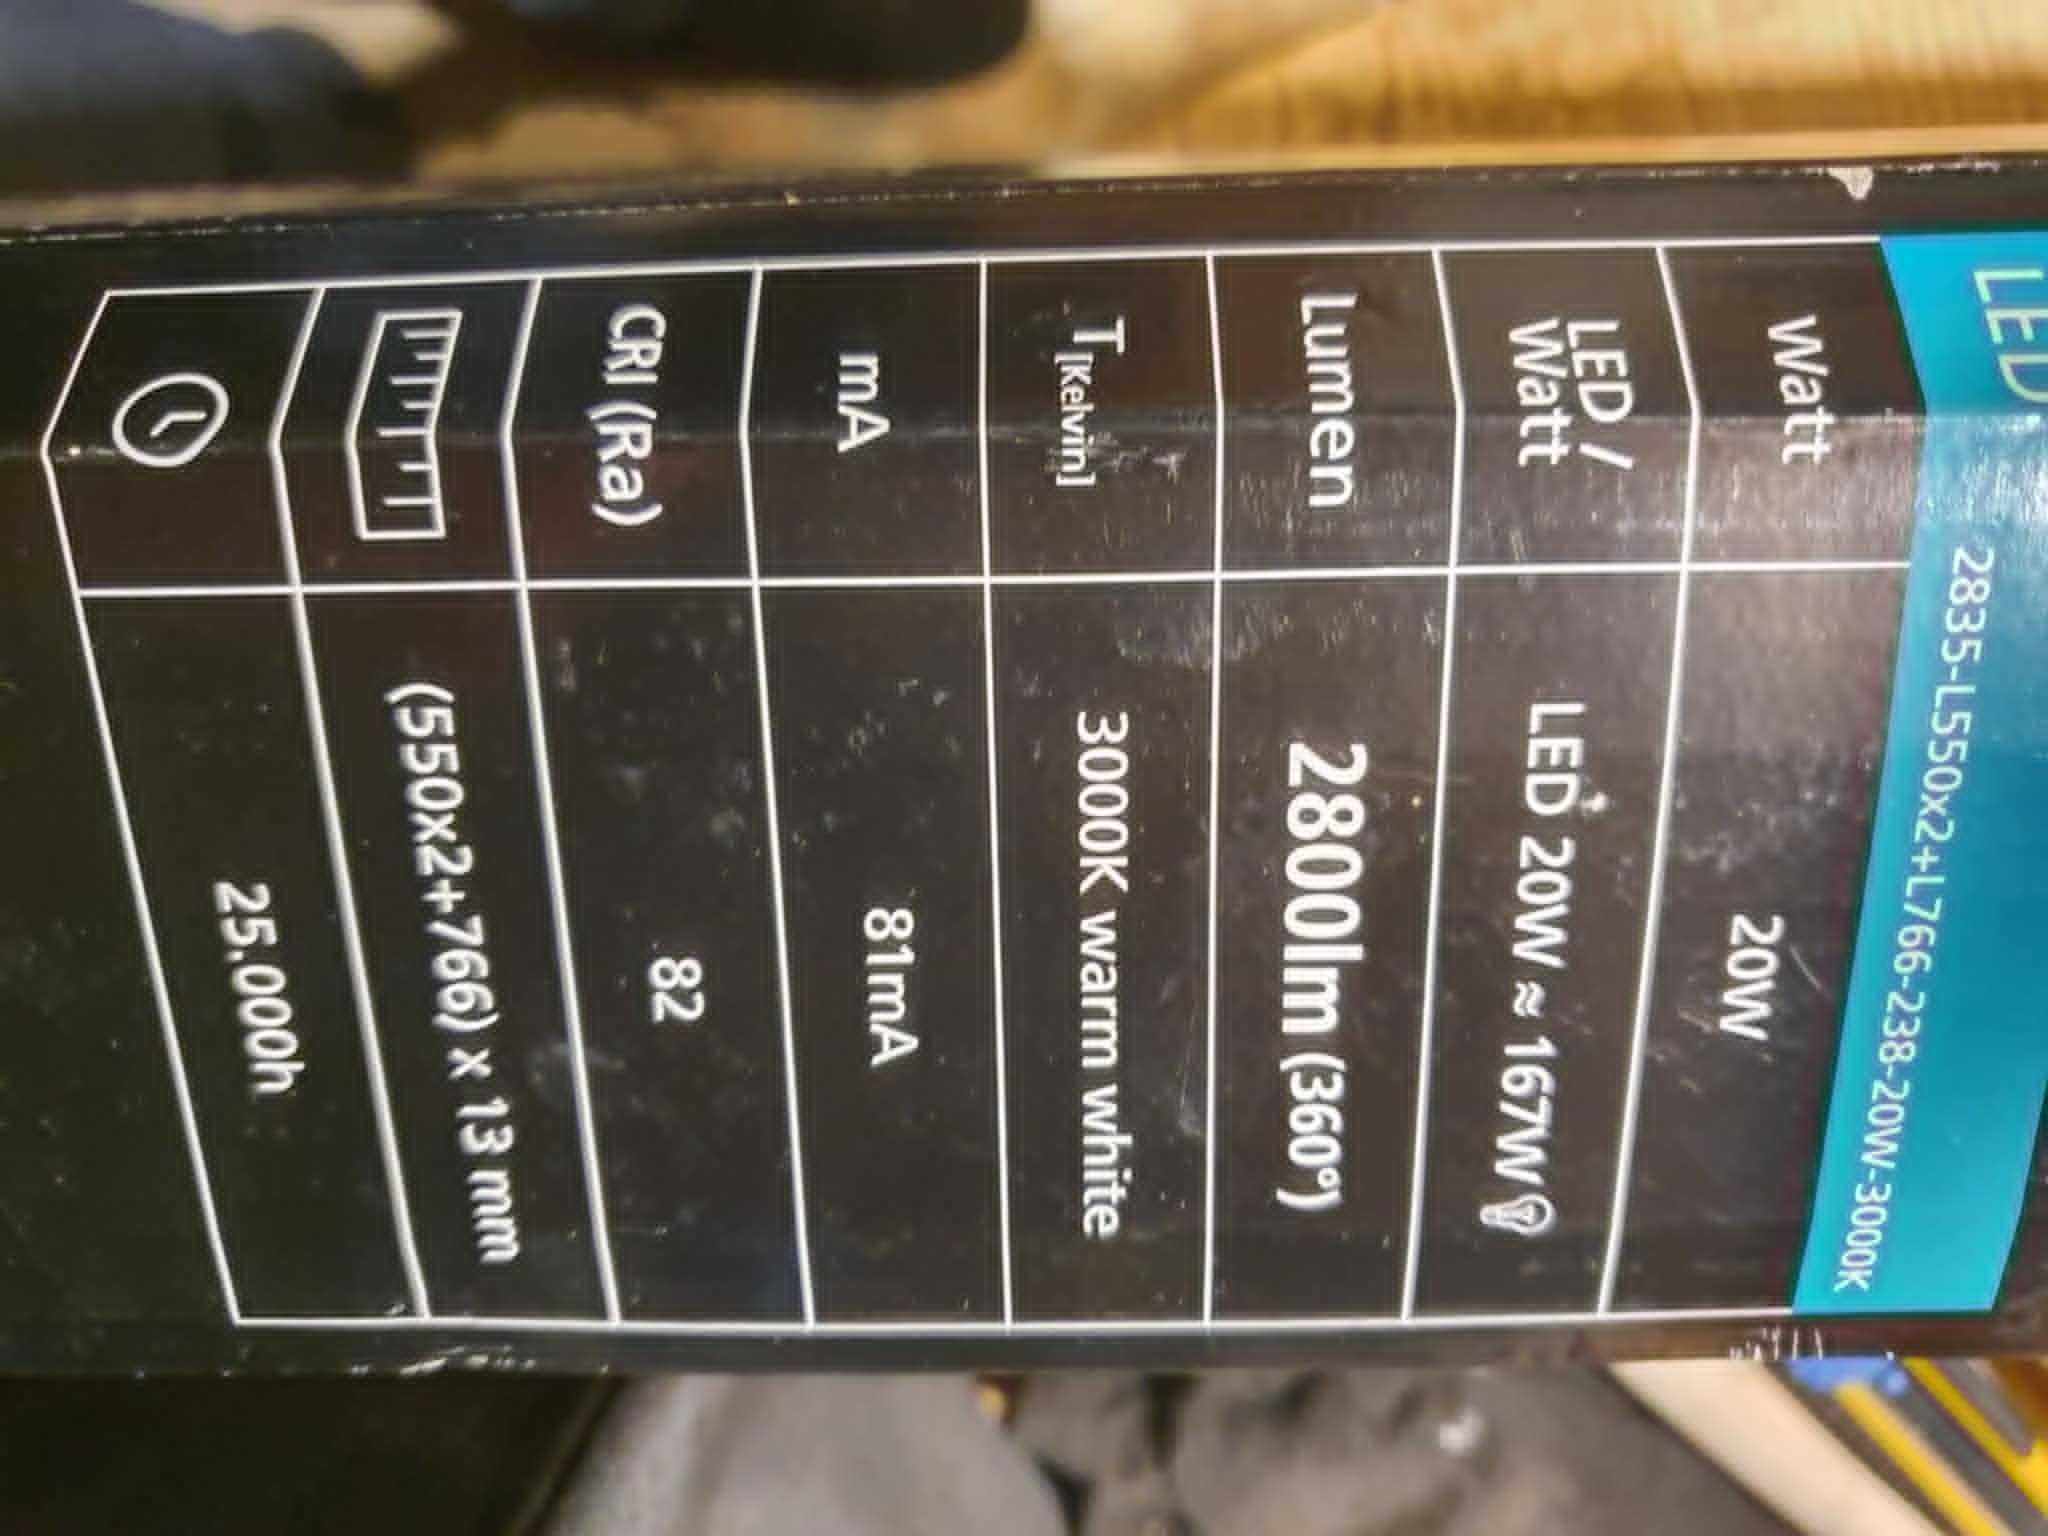 LED
2835-L550x2+L766-238-20W-3000K
Watt
20W
LED /
Watt
LED 20W ≈ 167W
Lumen
2800lm (360°)
T[Kelvin]
3000K warm white
mA
81mA
CRI (Ra)
82
(550x2+766) x 13 mm
25.000h